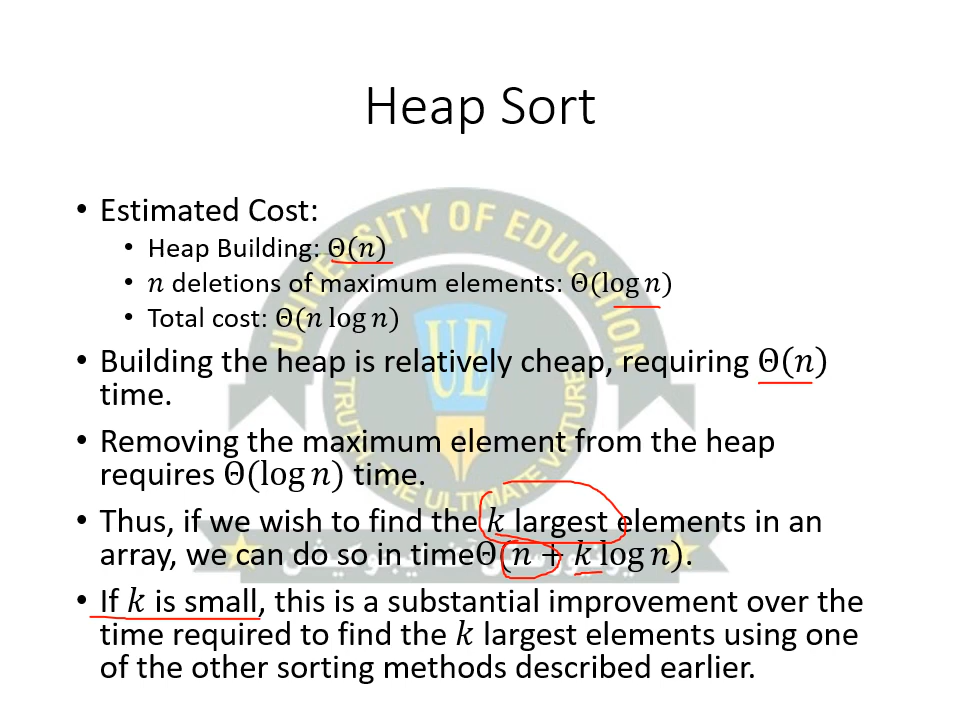 Heap Sort
• Estimated Cost:
• Heap Building: Θ(n)
• n deletions of maximum elements: Θ(log n)
• Total cost: Θ(n log n)
• Building the heap is relatively cheap, requiring Θ(n)
time.
• Removing the maximum element from the heap
requires Θ(log n) time.
• Thus, if we wish to find the k largest elements in an
array, we can do so in timeΘ(n + k log n).
• If k is small, this is a substantial improvement over the
time required to find the k largest elements using one
of the other sorting methods described earlier.
UNIVERSITY OF EDUCATION
UE
TRUTH THE ULTIMATE VIRTUE